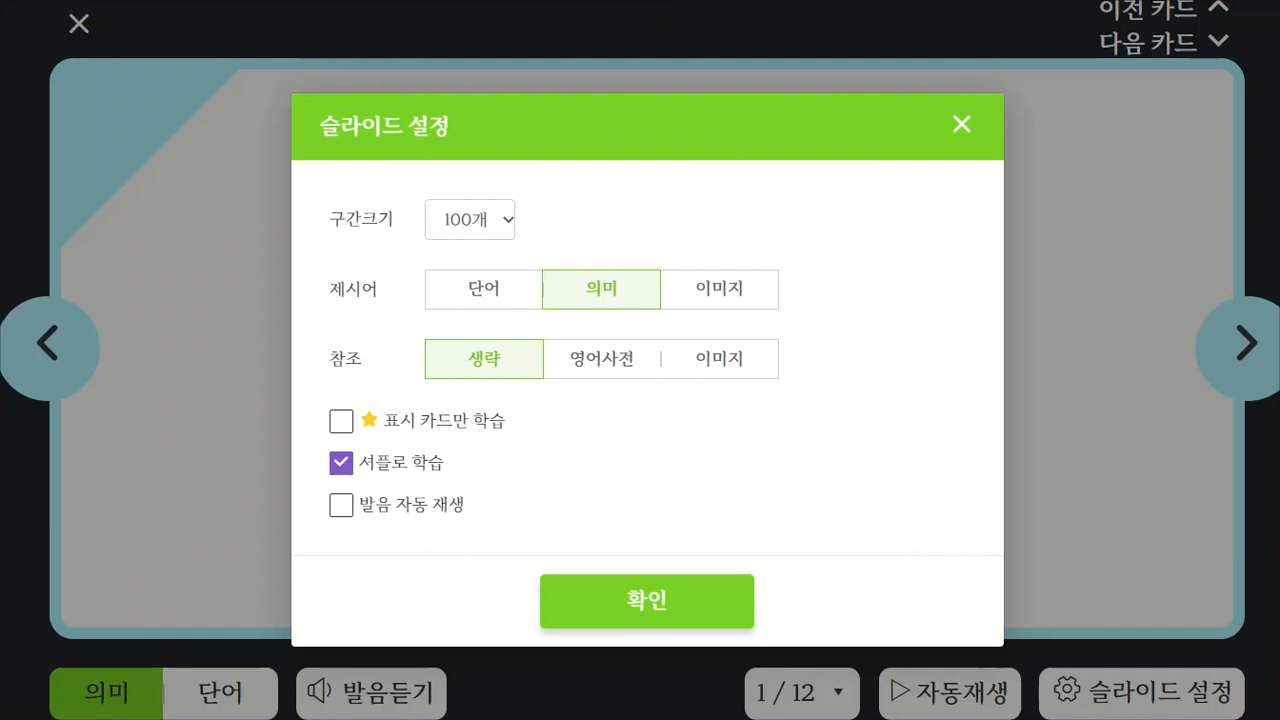 이전 카드
다음 카드
슬라이드 설정
구간크기 100개
제시어 단어 의미 이미지
참조 생략 영어사전 이미지
표시 카드만 학습
셔플로 학습
발음 자동 재생
확인
의미 단어 발음듣기 1 / 12 자동재생 슬라이드 설정